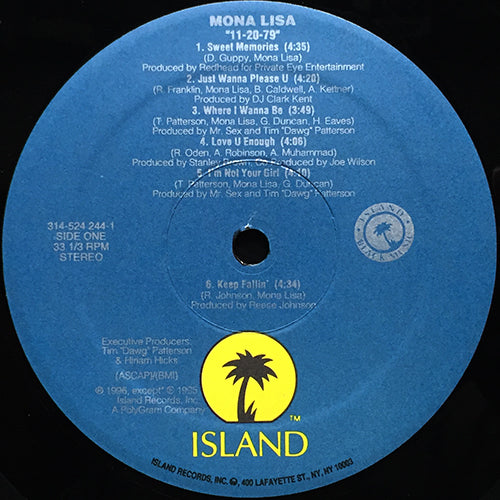 MONA LISA
"11-20-79"
1. Sweet Memories (4:35)
(D. Guppy, Mona Lisa)
Produced by Redhead for Private Eye Entertainment
2. Just Wanna Please U (4:20)
(R. Franklin, Mona Lisa, B. Caldwell, A. Kettner)
Produced by DJ Clark Kent
3. Where I Wanna Be (3:49)
(T. Patterson, Mona Lisa, G. Duncan, H. Eaves)
Produced by Mr. Sex and Tim "Dawg" Patterson
4. Love U Enough (4:06)
(R. Oden, A. Robinson, A. Muhammad)
Produced by Stanley Brown, Co Produced by Joe Wilson
5. I'm Not Your Girl (4:10)
(T. Patterson, Mona Lisa, G. Duncan)
Produced by Mr. Sex and Tim "Dawg" Patterson
314-524 244-1
SIDE ONE
33 1/3 RPM
STEREO
ISLAND
BLACK MUSIC
6. Keep Fallin' (4:34)
(R. Johnson, Mona Lisa)
Produced by Reese Johnson
Executive Producers:
Tim "Dawg" Patterson
& Hiriam Hicks
(ASCAP)/(BMI)
℗ 1996, except* ℗ 1995
Island Records, Inc.
A PolyGram Company
TM
ISLAND
ISLAND RECORDS, INC. 400 LAFAYETTE ST., NY, NY 10003